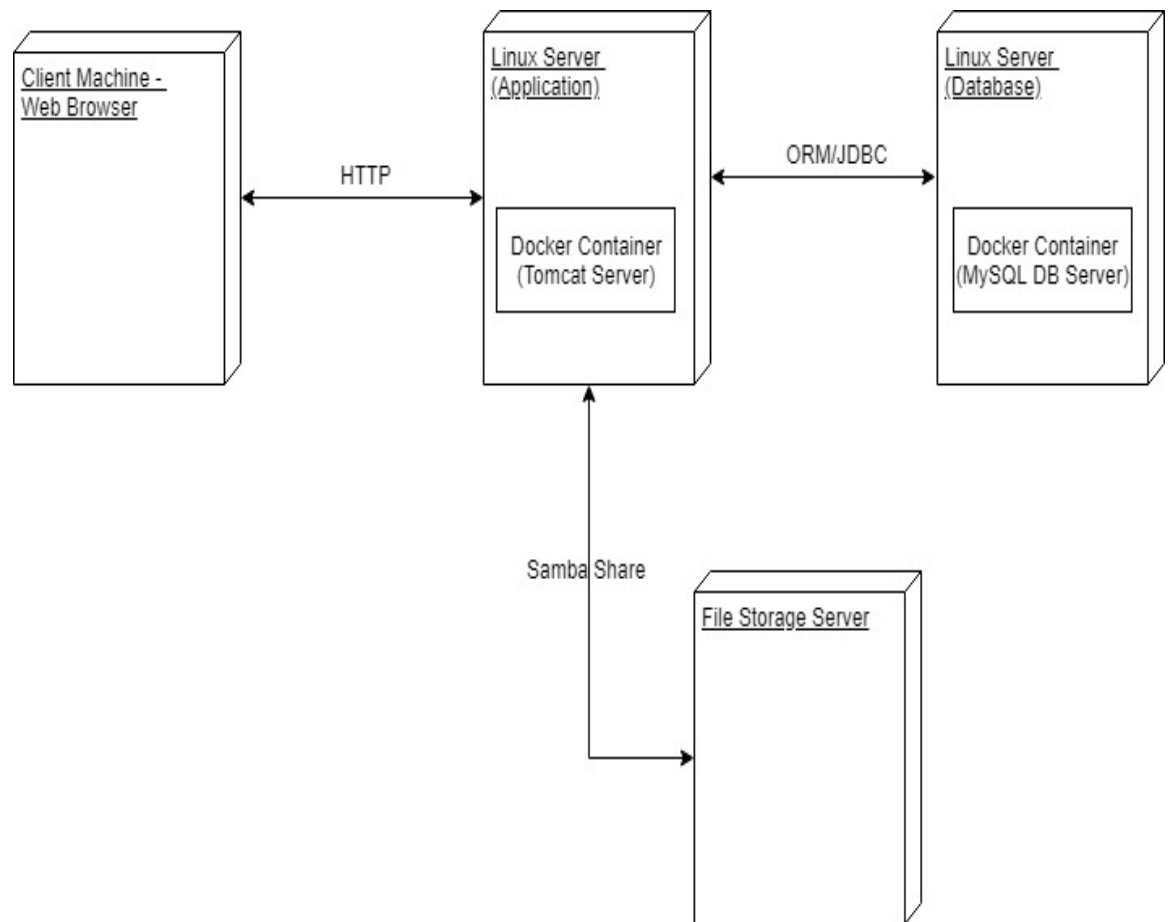 Client Machine -
Web Browser
HTTP
Linux Server
(Application)
Docker Container
(Tomcat Server)
ORM/JDBC
Linux Server
(Database)
Docker Container
(MySQL DB Server)
Samba Share
File Storage Server